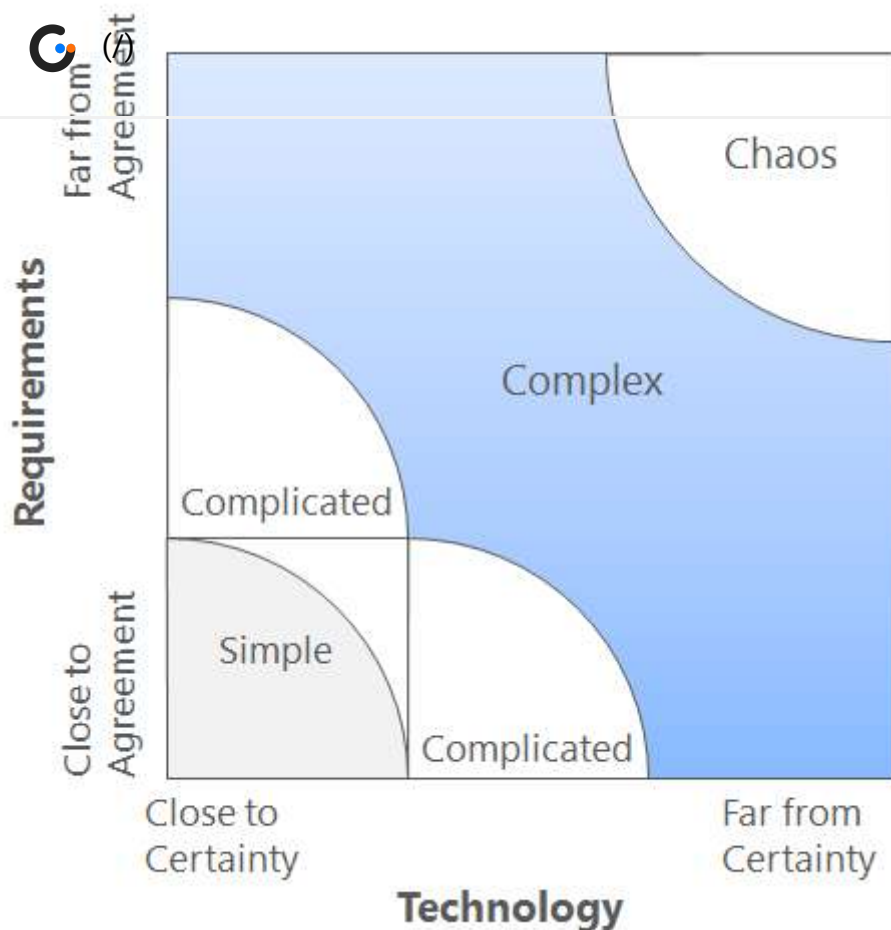 (/)
Far from
Agreement
Chaos
Requirements
Complex
Complicated
Simple
Close to
Agreement
Complicated
Close to
Certainty
Far from
Certainty
Technology